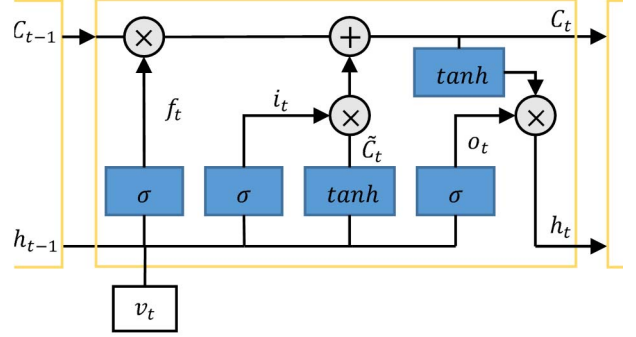 C_{t-1}
×
+
C_t
tanh
f_t
i_t
×
C̃_t
o_t
×
σ
σ
tanh
σ
h_{t-1}
h_t
v_t